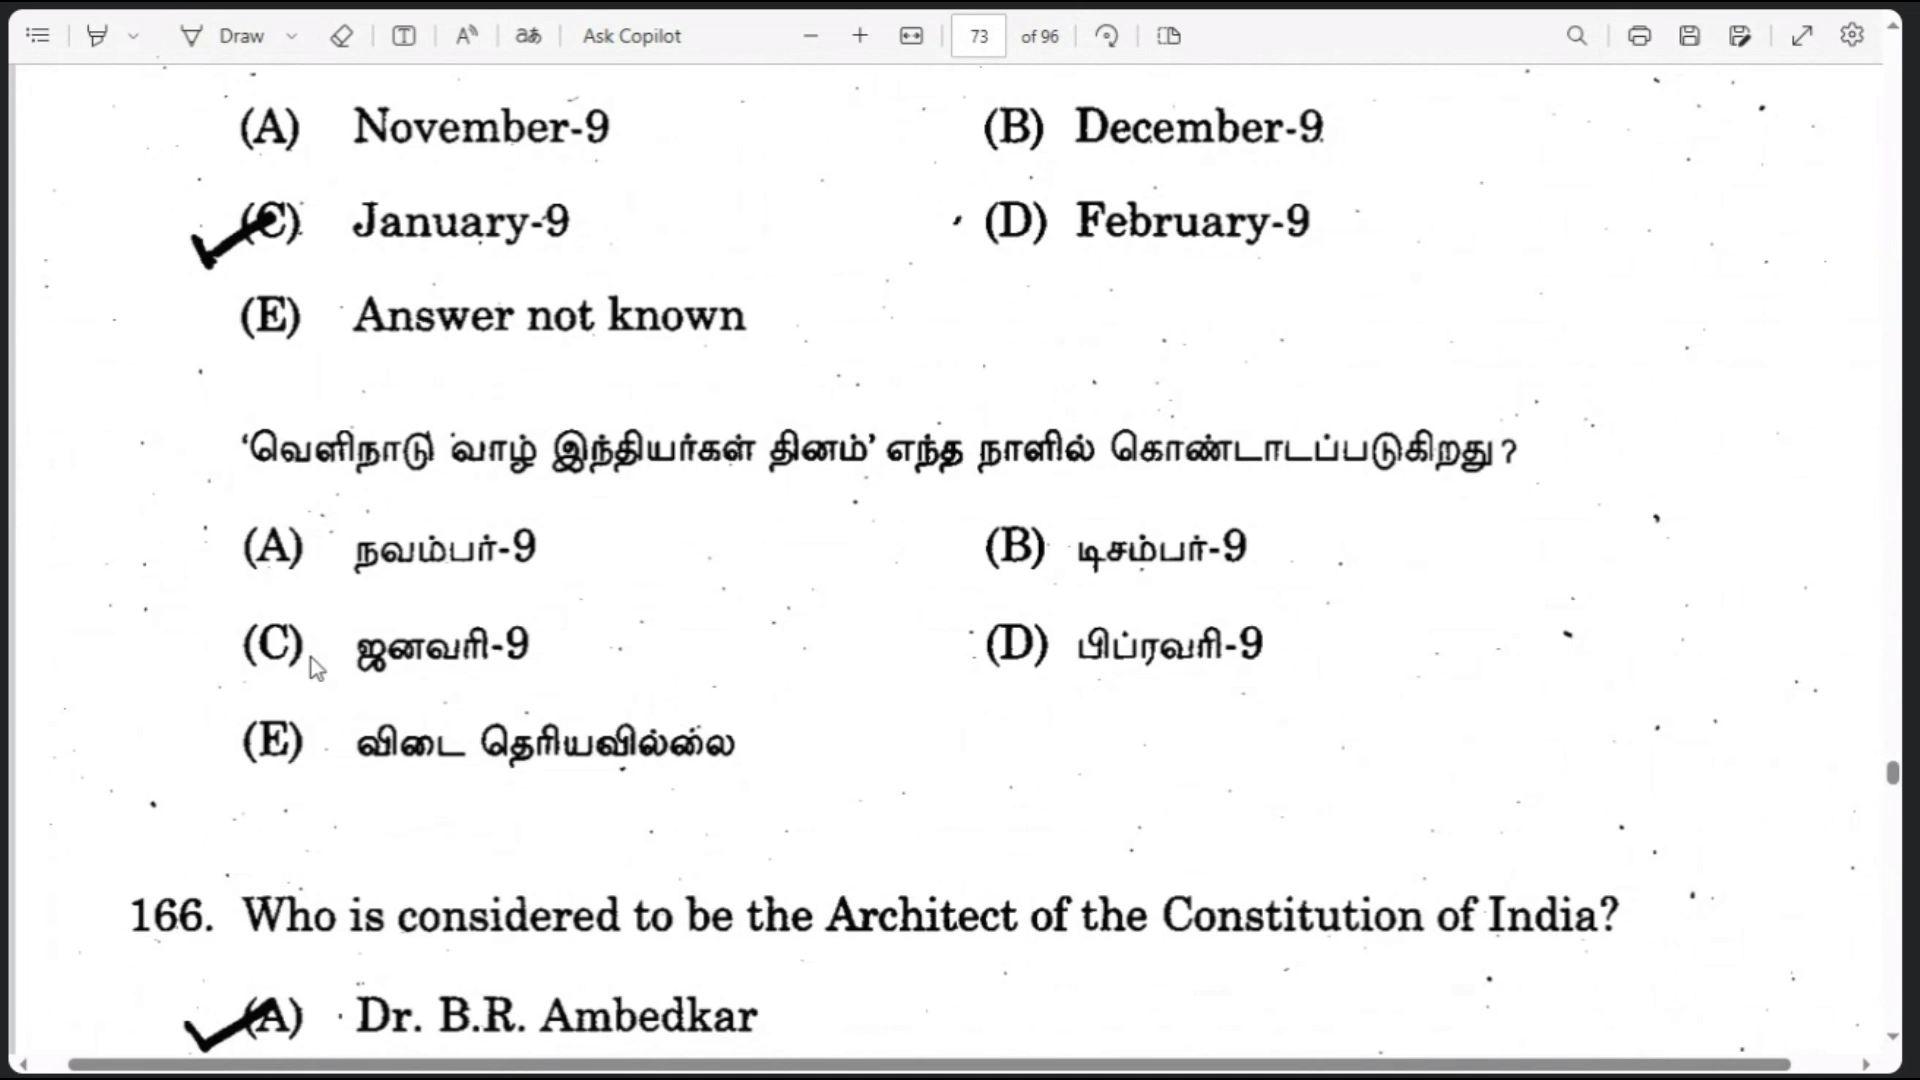 Draw
Ask Copilot
73 of 96
(A) November-9 (B) December-9
(C) January-9 (D) February-9
(E) Answer not known
‘வெளிநாடு வாழ் இந்தியர்கள் தினம்’ எந்த நாளில் கொண்டாடப்படுகிறது?
(A) நவம்பர்-9 (B) டிசம்பர்-9
(C) ஜனவரி-9 (D) பிப்ரவரி-9
(E) விடை தெரியவில்லை
166. Who is considered to be the Architect of the Constitution of India?
(A) Dr. B.R. Ambedkar